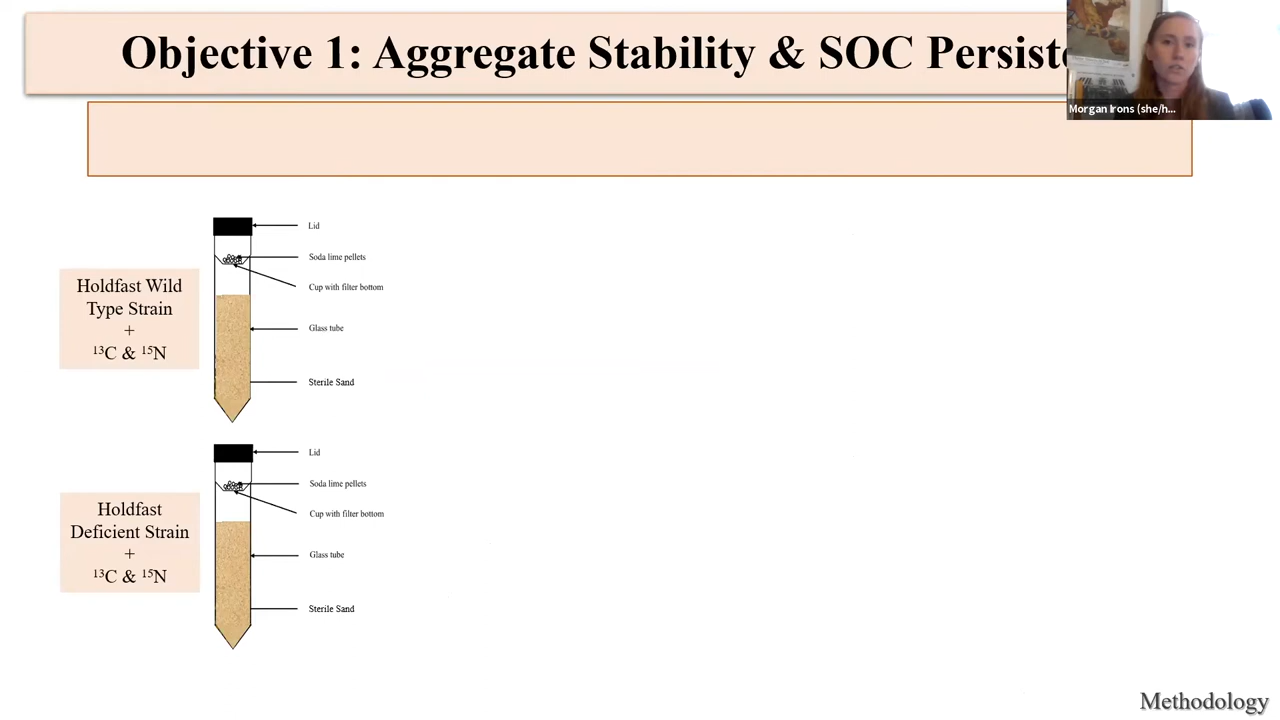 Objective 1: Aggregate Stability & SOC
Morgan Irons (she/h...
Lid
Soda lime pellets
Cup with filter bottom
Glass tube
Sterile Sand
Holdfast Wild
Type Strain
+
¹³C & ¹⁵N
Lid
Soda lime pellets
Cup with filter bottom
Glass tube
Sterile Sand
Holdfast
Deficient Strain
+
¹³C & ¹⁵N
Methodology